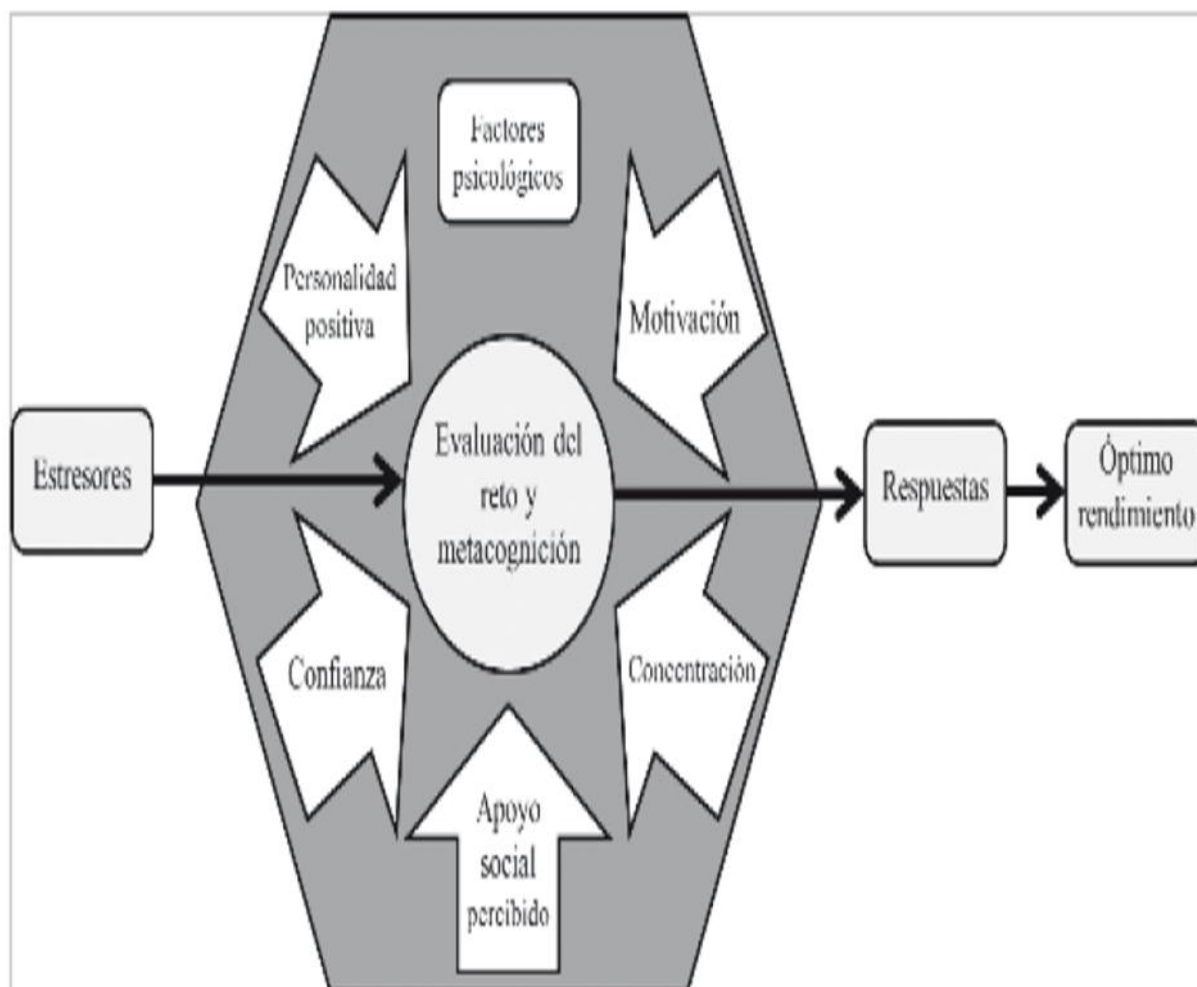 Factores
psicológicos
Personalidad
positiva
Motivación
Estresores
Evaluación del
reto y
metacognición
Respuestas
Óptimo
rendimiento
Confianza
Concentración
Apoyo
social
percibido